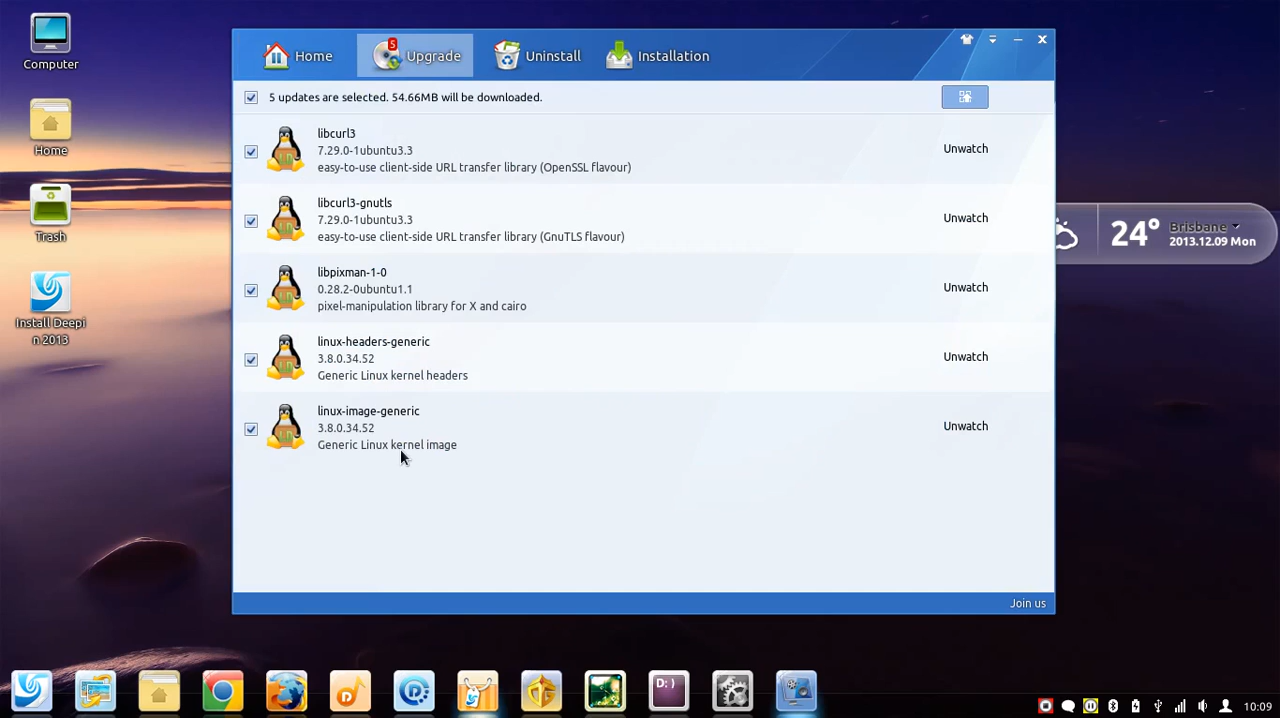 Computer
Home
Trash
Install Deepi
n 2013
Home
5
Upgrade
Uninstall
Installation
5 updates are selected. 54.66MB will be downloaded.
libcurl3
7.29.0-1ubuntu3.3
easy-to-use client-side URL transfer library (OpenSSL flavour)
Unwatch
libcurl3-gnutls
7.29.0-1ubuntu3.3
easy-to-use client-side URL transfer library (GnuTLS flavour)
Unwatch
libpixman-1-0
0.28.2-0ubuntu1.1
pixel-manipulation library for X and cairo
Unwatch
linux-headers-generic
3.8.0.34.52
Generic Linux kernel headers
Unwatch
linux-image-generic
3.8.0.34.52
Generic Linux kernel image
Unwatch
Join us
24°
Brisbane
2013.12.09 Mon
D: )
10:09